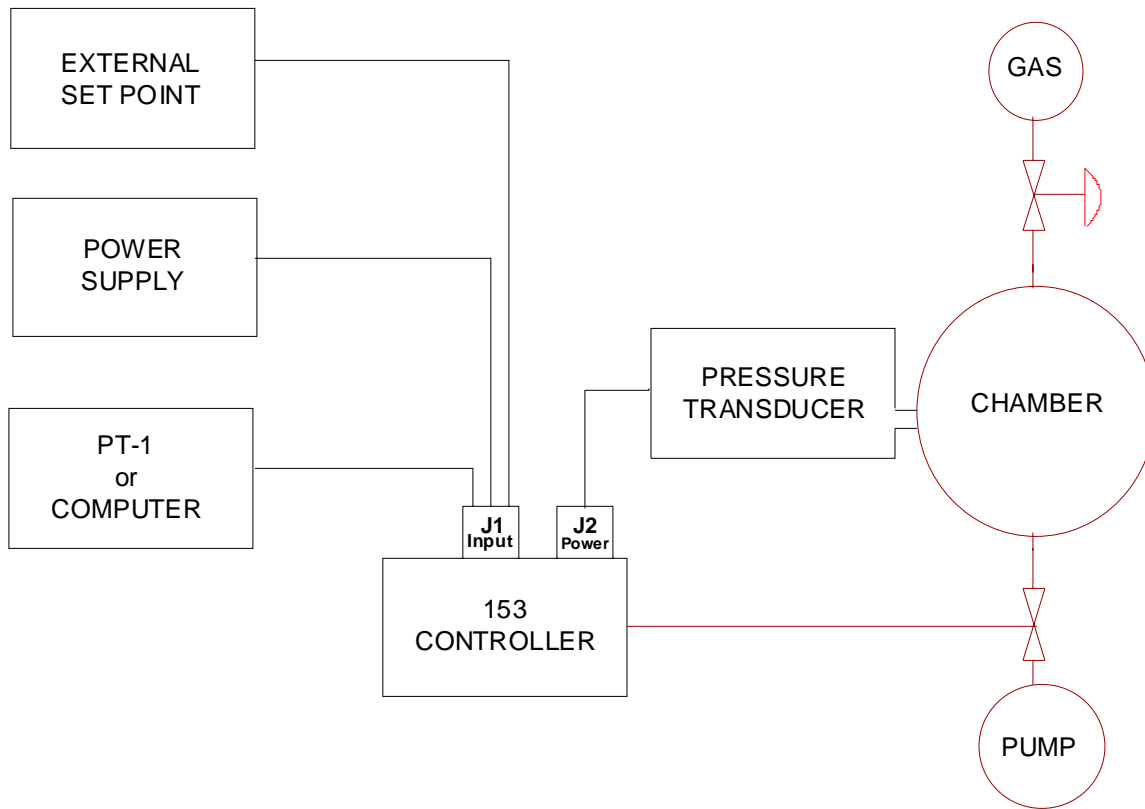 EXTERNAL
SET POINT
GAS
POWER
SUPPLY
PRESSURE
TRANSDUCER
CHAMBER
PT-1
or
COMPUTER
J1
Input
J2
Power
153
CONTROLLER
PUMP